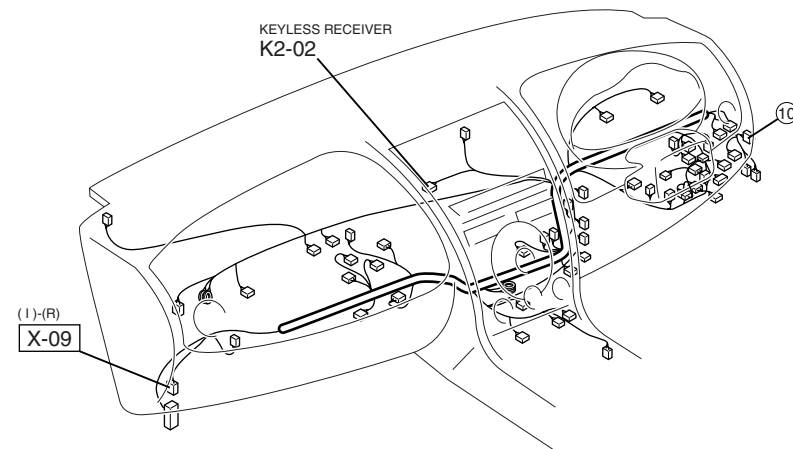 KEYLESS RECEIVER
K2-02
10
( I )-(R)
X-09